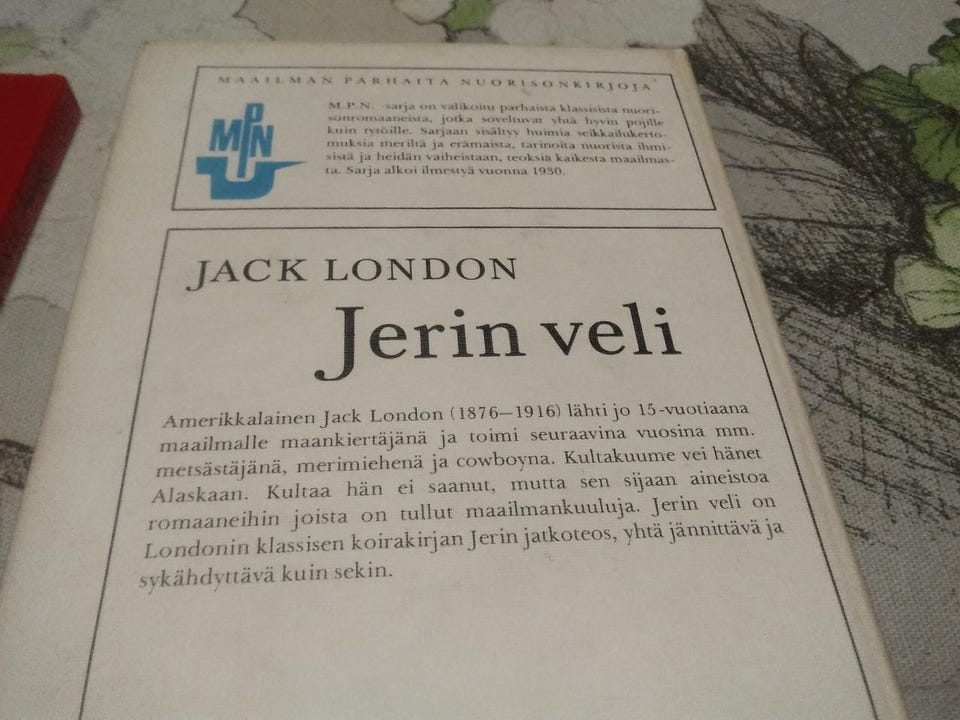 MAAILMAN PARHAITA NUORISONKIRJOJA
MPN
M.P.N. -sarja on valikoitu parhaista klassisista nuori-
sonromaaneista, jotka soveltuvat yhtä hyvin pojille
kuin tytöille. Sarjaan sisältyy huimia seikkailukerto-
muksia meriltä ja erämaista, tarinoita nuorista ihmi-
sistä ja heidän vaiheistaan, teoksia kaikesta maailmas-
ta. Sarja alkoi ilmestyä vuonna 1930.
JACK LONDON
Jerin veli
Amerikkalainen Jack London (1876—1916) lähti jo 15-vuotiaana
maailmalle maankiertäjänä ja toimi seuraavina vuosina mm.
metsästäjänä, merimiehenä ja cowboyna. Kultakuume vei hänet
Alaskaan. Kultaa hän ei saanut, mutta sen sijaan aineistoa
romaaneihin joista on tullut maailmankuuluja. Jerin veli on
Londonin klassisen koirakirjan Jerin jatkoteos, yhtä jännittävä ja
sykähdyttävä kuin sekin.